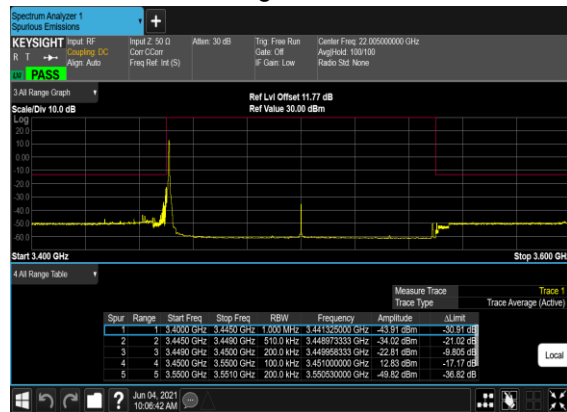 Spectrum Analyzer 1
Spurious Emissions
+
KEYSIGHT Input: RF Input Z: 50 Ω Atten: 30 dB Trig: Free Run Center Freq: 22.005000000 GHz
R T Coupling: DC Corr CCorr Gate: Off Avg|Hold: 100/100
Align: Auto Freq Ref: Int (S) IF Gain: Low Radio Std: None
LXI PASS
3 All Range Graph
Ref Lvl Offset 11.77 dB
Scale/Div 10.0 dB Ref Value 30.00 dBm
Log
20.0
10.0
0.00
-10.0
-20.0
-30.0
-40.0
-50.0
-60.0
Start 3.400 GHz Stop 3.600 GHz
4 All Range Table
Measure Trace Trace 1
Trace Type Trace Average (Active)
Spur Range Start Freq Stop Freq RBW Frequency Amplitude ΔLimit
1 1 3.4000 GHz 3.4450 GHz 1.000 MHz 3.441325000 GHz -43.91 dBm -30.91 dB
2 2 3.4450 GHz 3.4490 GHz 510.0 kHz 3.448973333 GHz -34.02 dBm -21.02 dB
3 3 3.4490 GHz 3.4500 GHz 200.0 kHz 3.449958333 GHz -22.81 dBm -9.805 dB
4 4 3.4500 GHz 3.5500 GHz 100.0 kHz 3.451000000 GHz 12.83 dBm -17.17 dB
5 5 3.5500 GHz 3.5510 GHz 200.0 kHz 3.550530000 GHz -49.82 dBm -36.82 dB
Local
? Jun 04, 2021
10:06:42 AM